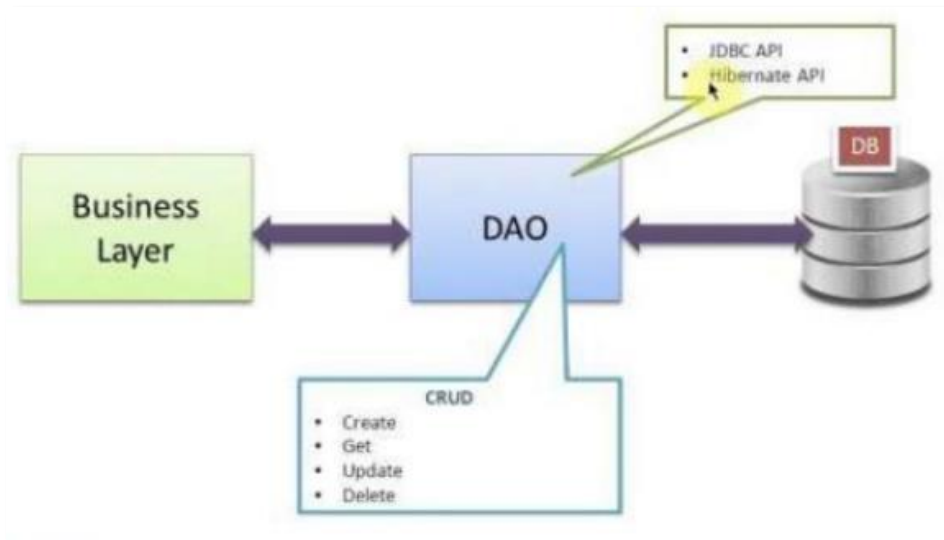 • JDBC API
• Hibernate API
DB
Business
Layer
DAO
CRUD
• Create
• Get
• Update
• Delete